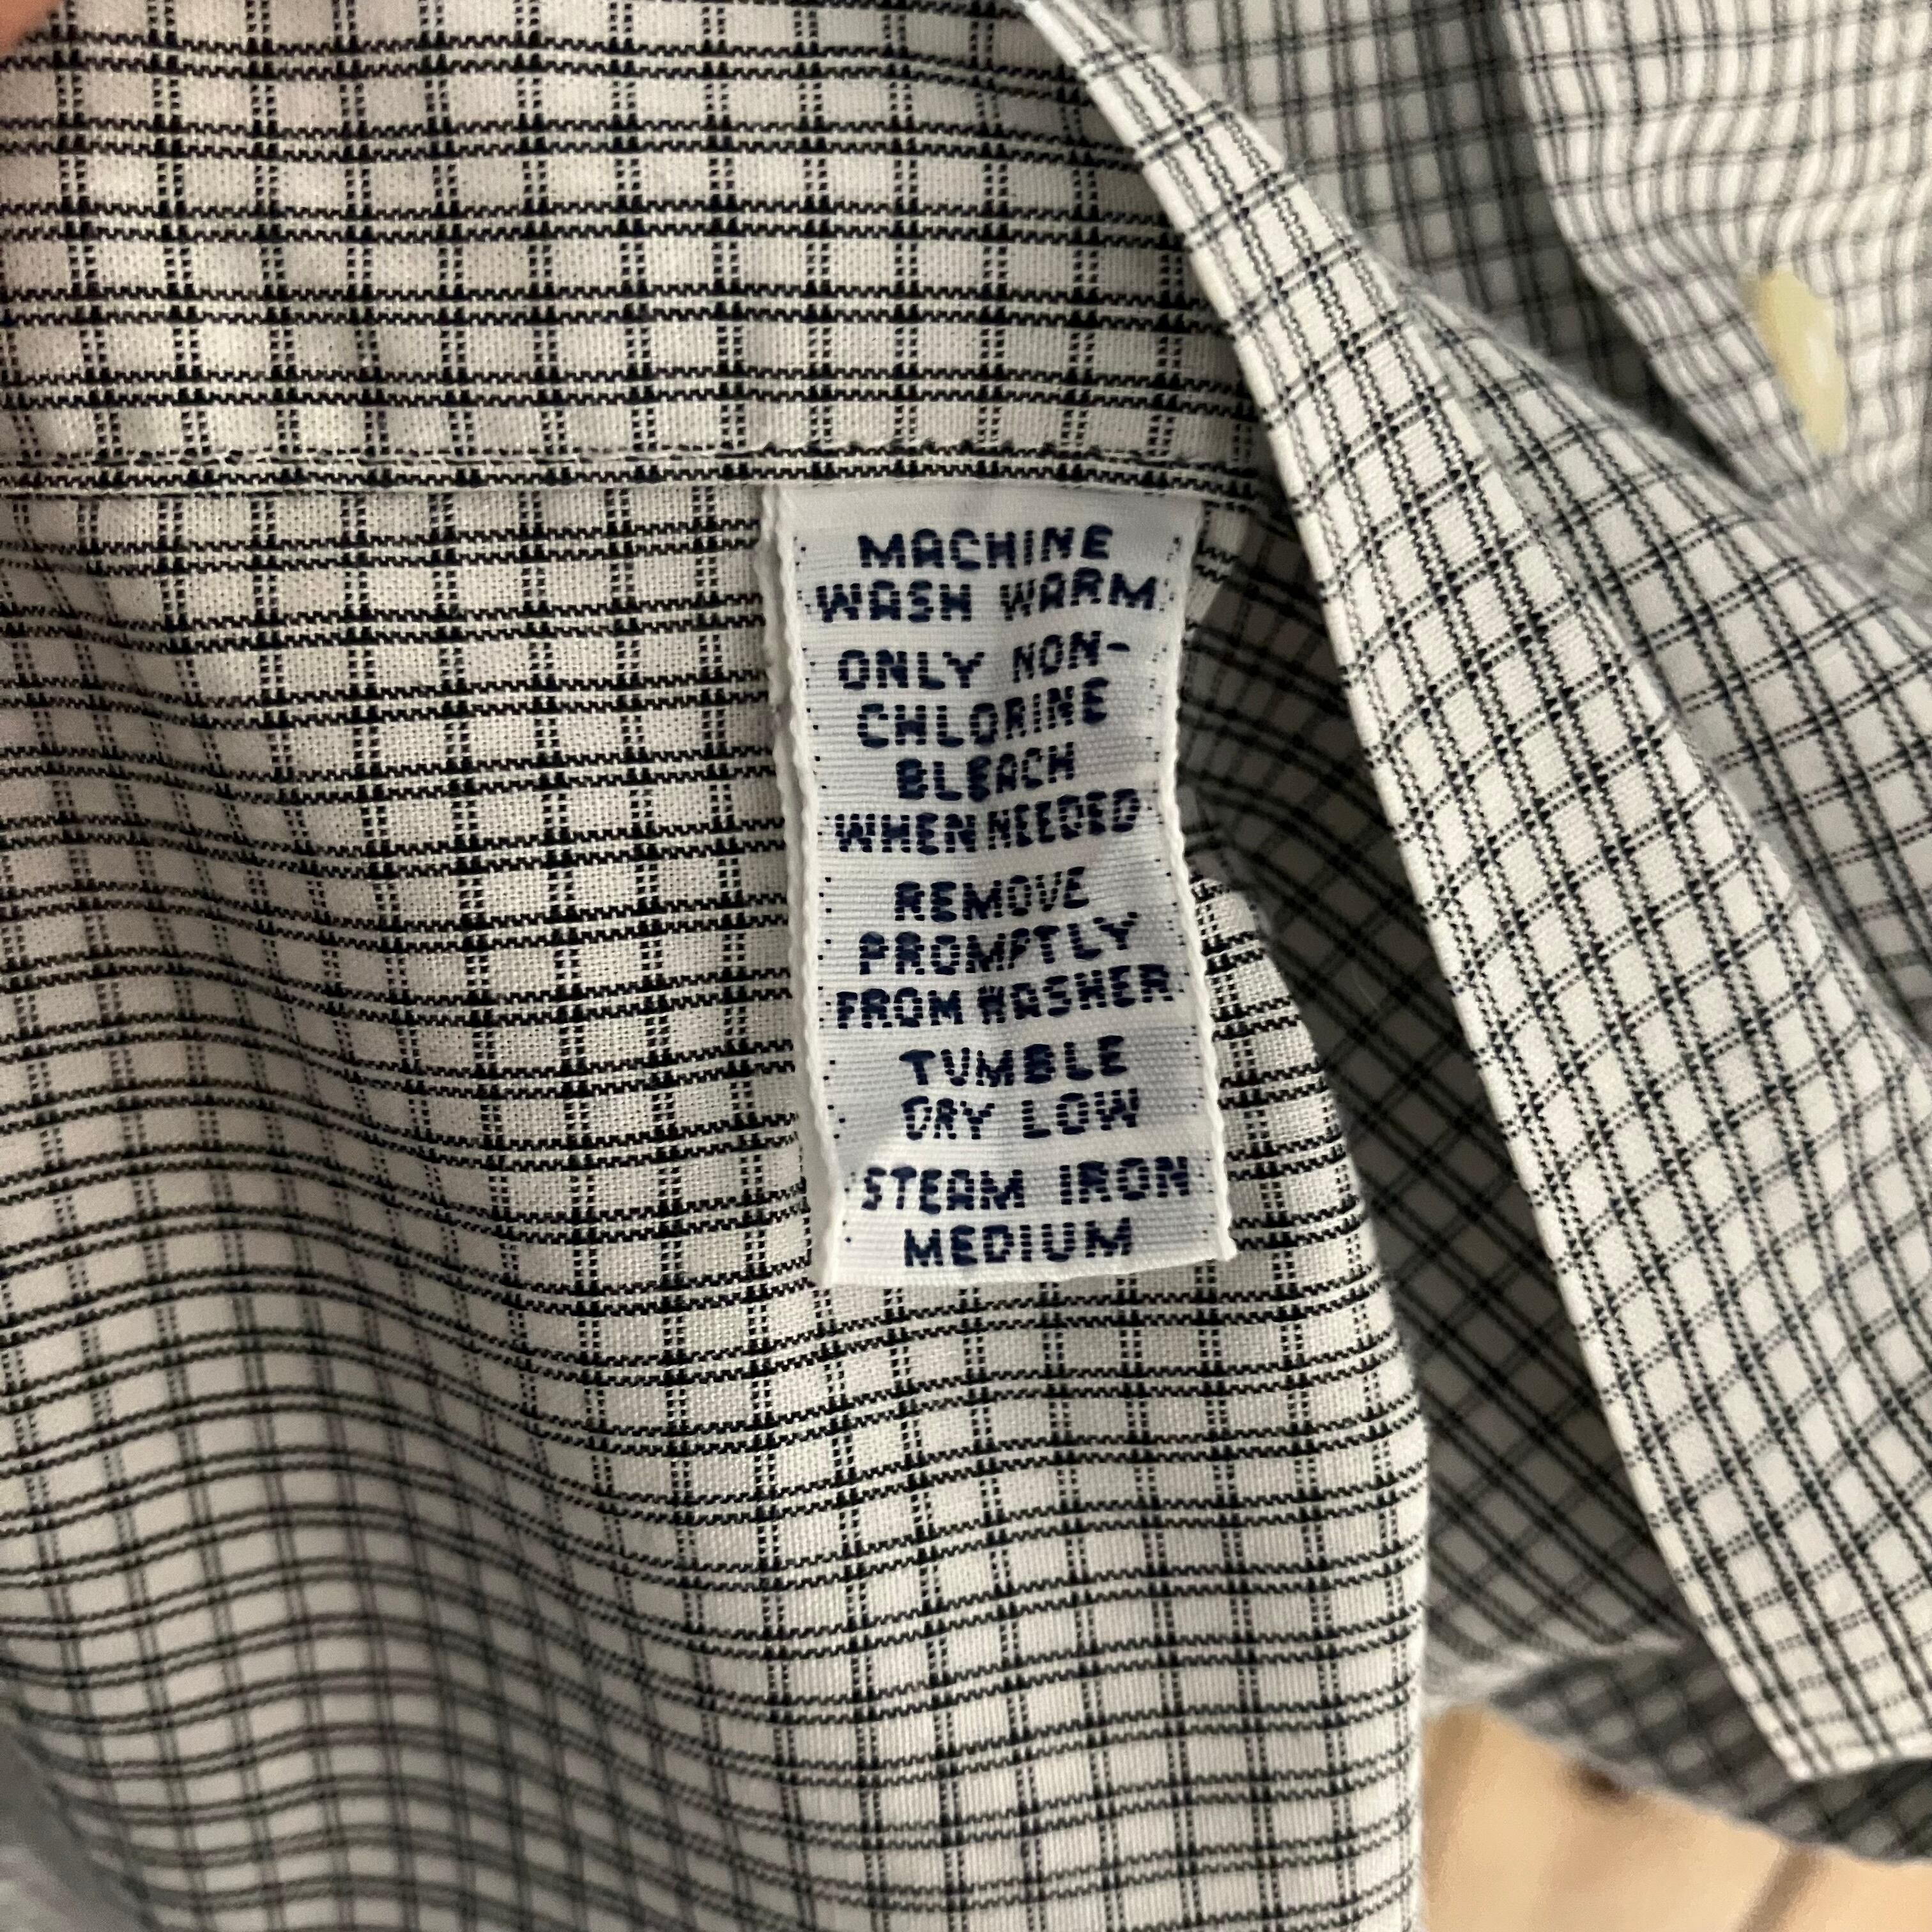 MACHINE
WASH WARM
ONLY NON-
CHLORINE
BLEACH
WHEN NEEDED
REMOVE
PROMPTLY
FROM WASHER
TUMBLE
DRY LOW
STEAM IRON
MEDIUM